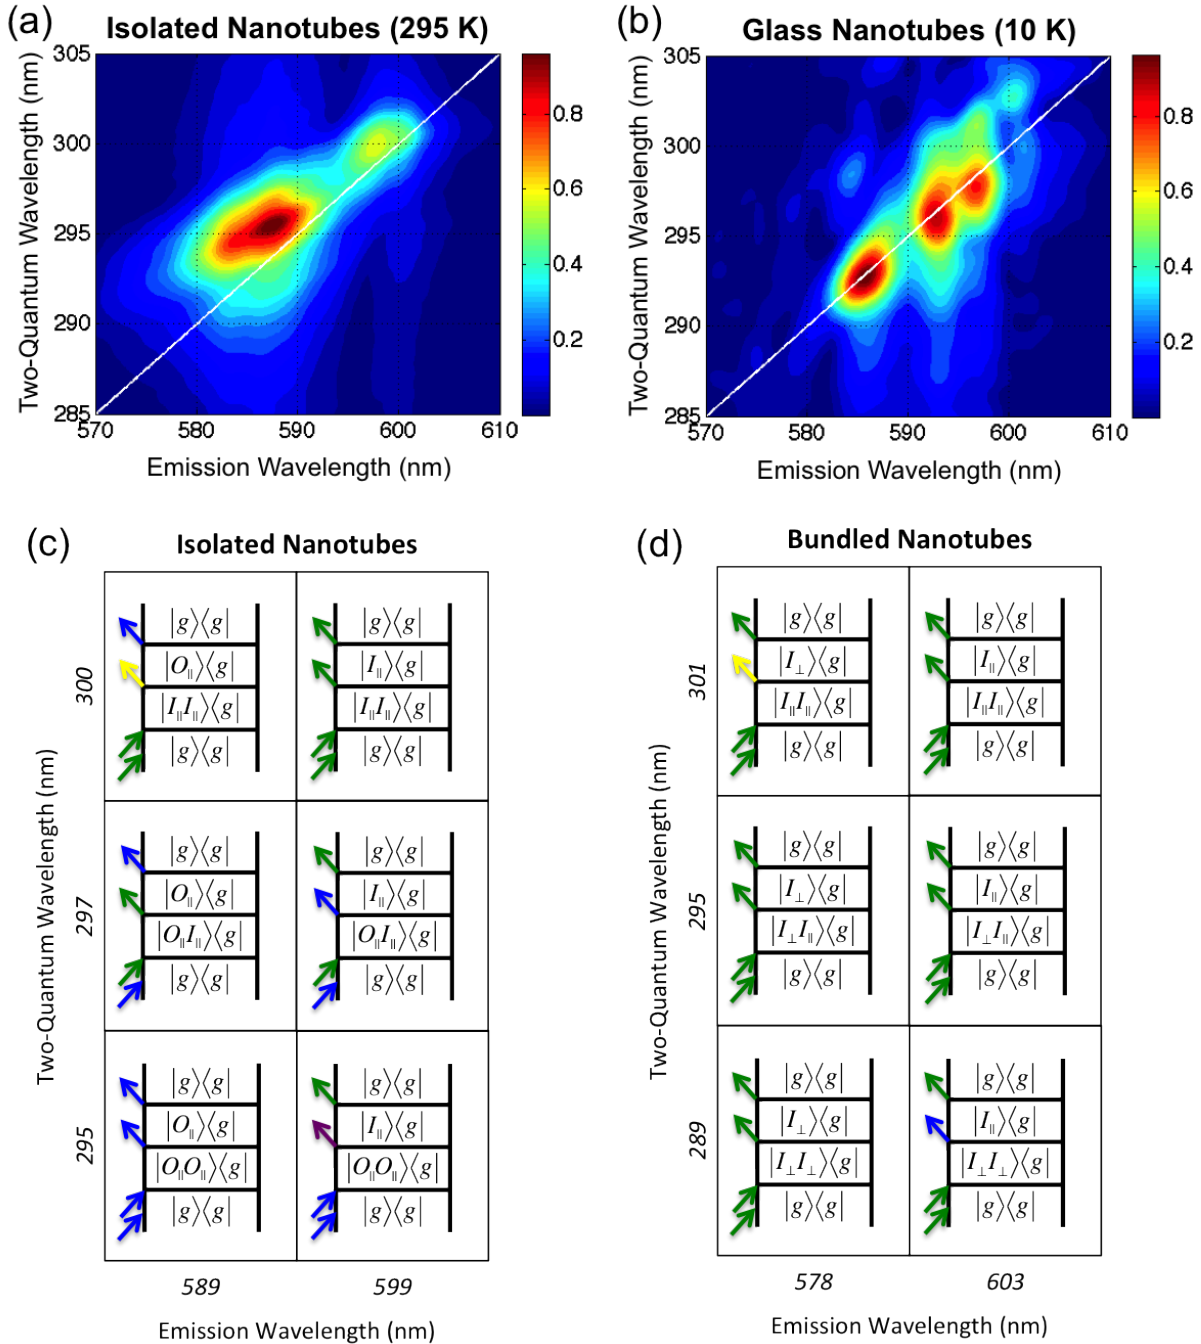 (a)
Isolated Nanotubes (295 K)
Two-Quantum Wavelength (nm)
305
300
295
290
285
570
580
590
600
610
Emission Wavelength (nm)
0.8
0.6
0.4
0.2
(b)
Glass Nanotubes (10 K)
Two-Quantum Wavelength (nm)
305
300
295
290
285
570
580
590
600
610
Emission Wavelength (nm)
0.8
0.6
0.4
0.2
(c)
Isolated Nanotubes
Two-Quantum Wavelength (nm)
300
|g⟩⟨g|
|O∥⟩⟨g|
|I∥I∥⟩⟨g|
|g⟩⟨g|
|g⟩⟨g|
|I∥⟩⟨g|
|I∥I∥⟩⟨g|
|g⟩⟨g|
297
|g⟩⟨g|
|O∥⟩⟨g|
|O∥I∥⟩⟨g|
|g⟩⟨g|
|g⟩⟨g|
|I∥⟩⟨g|
|O∥I∥⟩⟨g|
|g⟩⟨g|
295
|g⟩⟨g|
|O∥⟩⟨g|
|O∥O∥⟩⟨g|
|g⟩⟨g|
|g⟩⟨g|
|I∥⟩⟨g|
|O∥O∥⟩⟨g|
|g⟩⟨g|
589
599
Emission Wavelength (nm)
(d)
Bundled Nanotubes
Two-Quantum Wavelength (nm)
301
|g⟩⟨g|
|I⊥⟩⟨g|
|I∥I∥⟩⟨g|
|g⟩⟨g|
|g⟩⟨g|
|I∥⟩⟨g|
|I∥I∥⟩⟨g|
|g⟩⟨g|
295
|g⟩⟨g|
|I⊥⟩⟨g|
|I⊥I∥⟩⟨g|
|g⟩⟨g|
|g⟩⟨g|
|I∥⟩⟨g|
|I⊥I∥⟩⟨g|
|g⟩⟨g|
289
|g⟩⟨g|
|I⊥⟩⟨g|
|I⊥I⊥⟩⟨g|
|g⟩⟨g|
|g⟩⟨g|
|I∥⟩⟨g|
|I⊥I⊥⟩⟨g|
|g⟩⟨g|
578
603
Emission Wavelength (nm)